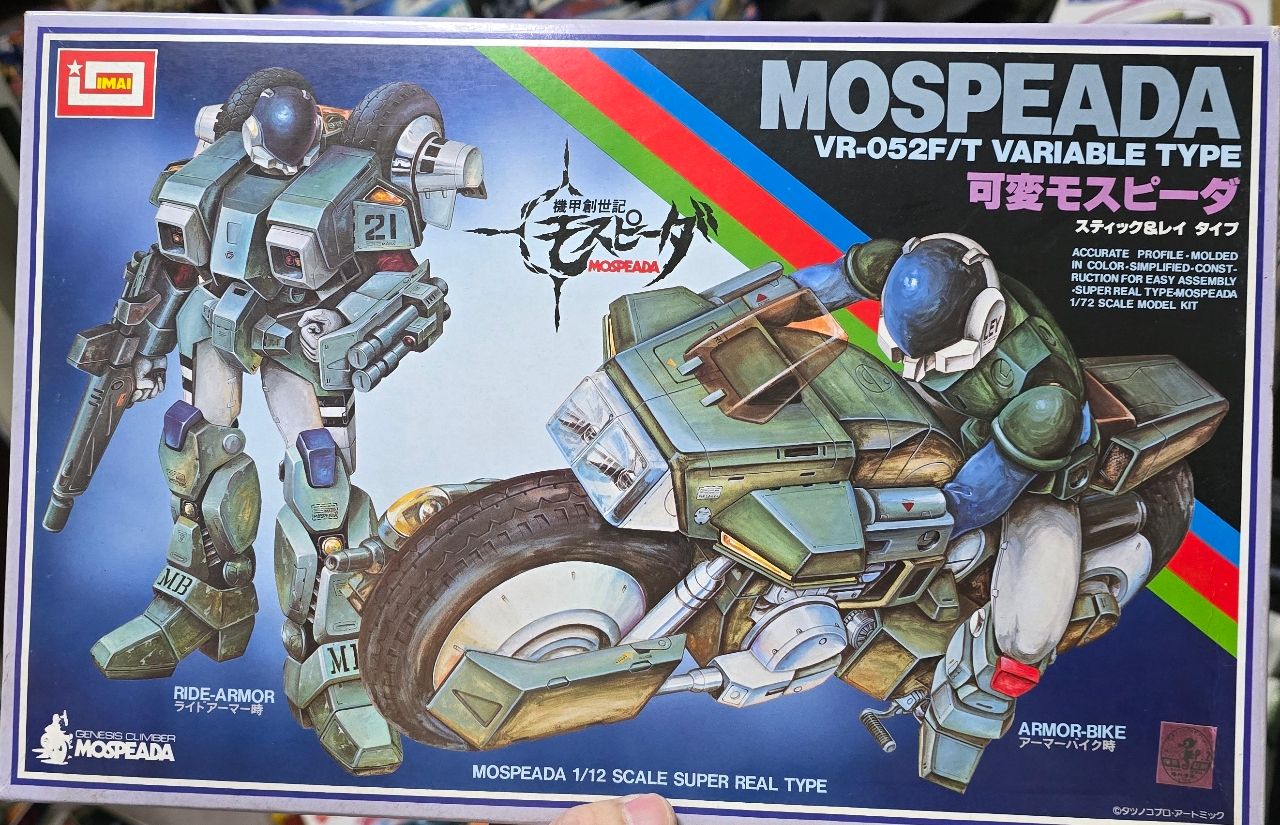 IMAI
MOSPEADA
VR-052F/T VARIABLE TYPE
可変モスピーダ
スティック&レイ タイプ
ACCURATE PROFILE•MOLDED
IN COLOR•SIMPLIFIED•CONST-
RUCTION FOR EASY ASSEMBLY
•SUPER REAL TYPE•MOSPEADA
1/72 SCALE MODEL KIT
機甲創世記
モスピーダ
MOSPEADA
21
LEY
MB
RIDE-ARMOR
ライドアーマー時
ARMOR-BIKE
アーマーバイク時
GENESIS CLIMBER
MOSPEADA
MOSPEADA 1/12 SCALE SUPER REAL TYPE
©タツノコプロ・アートミック